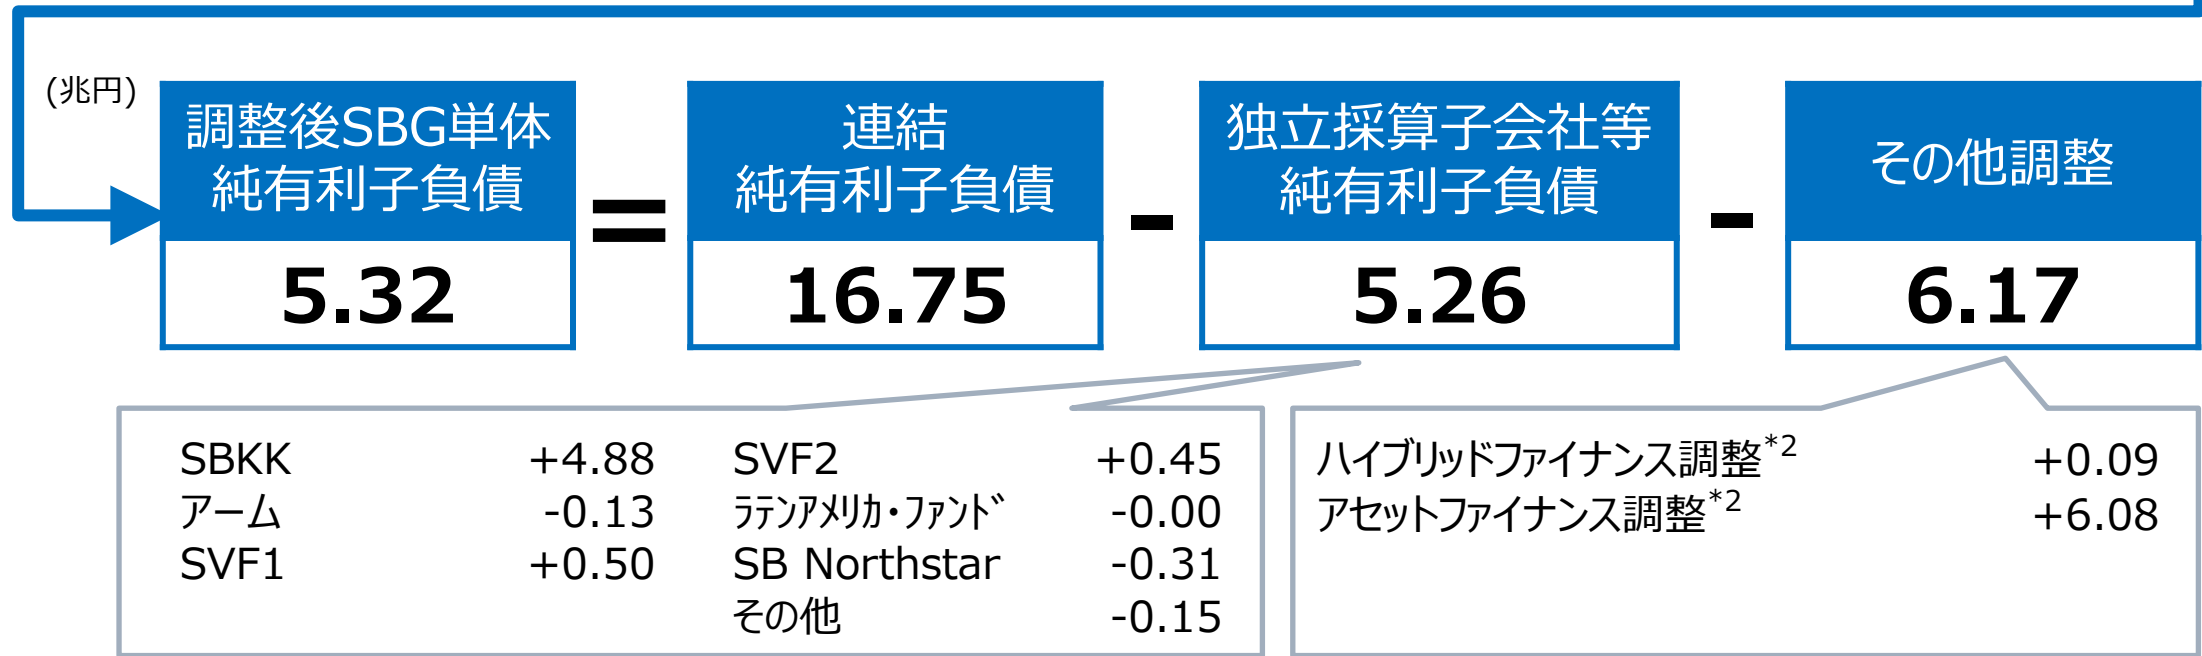 (兆円)
調整後SBG単体
純有利子負債
5.32
=
連結
純有利子負債
16.75
-
独立採算子会社等
純有利子負債
5.26
-
その他調整
6.17
SBKK +4.88
アーム -0.13
SVF1 +0.50
SVF2 +0.45
ﾗﾃﾝｱﾒﾘｶ・ﾌｧﾝﾄﾞ -0.00
SB Northstar -0.31
その他 -0.15
ハイブリッドファイナンス調整*2 +0.09
アセットファイナンス調整*2 +6.08